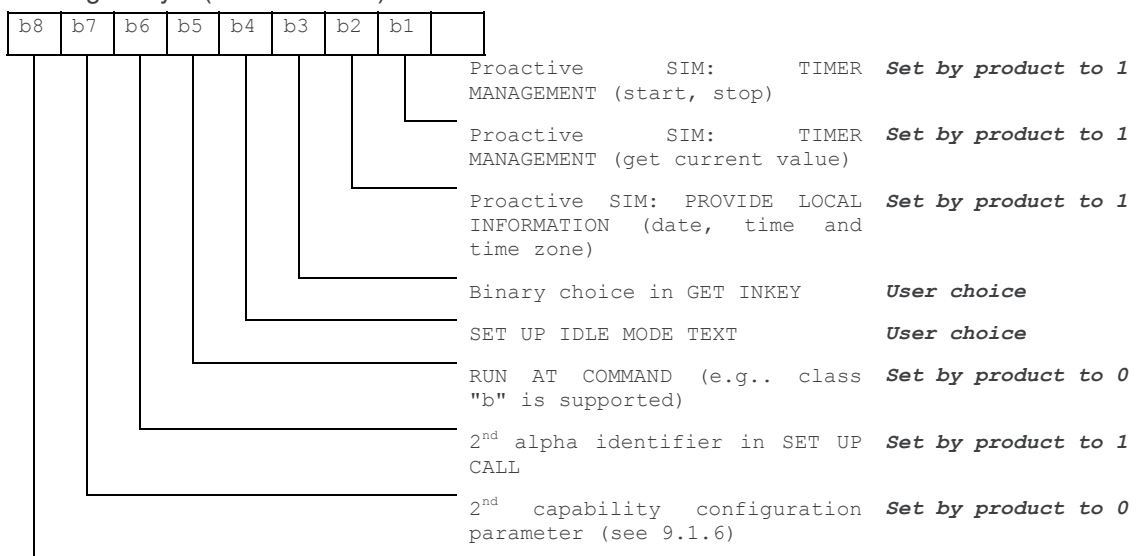 b8 b7 b6 b5 b4 b3 b2 b1
Proactive SIM: TIMER Set by product to 1
MANAGEMENT (start, stop)
Proactive SIM: TIMER Set by product to 1
MANAGEMENT (get current value)
Proactive SIM: PROVIDE LOCAL Set by product to 1
INFORMATION (date, time and
time zone)
Binary choice in GET INKEY User choice
SET UP IDLE MODE TEXT User choice
RUN AT COMMAND (e.g.. class Set by product to 0
"b" is supported)
2nd alpha identifier in SET UP Set by product to 1
CALL
2nd capability configuration Set by product to 0
parameter (see 9.1.6)